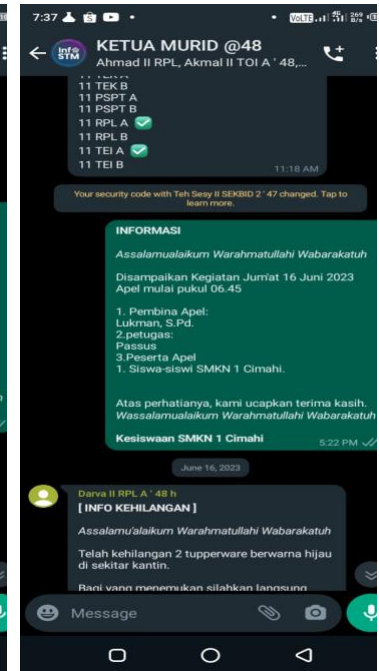 7:37
VoLTE
KETUA MURID @48
Ahmad II RPL, Akmal II TOI A ' 48,...
11 TEK A
11 TEK B
11 PSPT A
11 PSPT B
11 RPL A ✅
11 RPL B
11 TEI A ✅
11 TEI B
11:18 AM
Your security code with Teh Sesy II SEKBID 2 ' 47 changed. Tap to
learn more.
INFORMASI
Assalamualaikum Warahmatullahi Wabarakatuh
Disampaikan Kegiatan Jum'at 16 Juni 2023
Apel mulai pukul 06.45
1. Pembina Apel:
Lukman, S.Pd.
2.petugas:
Passus
3.Peserta Apel
1. Siswa-siswi SMKN 1 Cimahi.
Atas perhatianya, kami ucapkan terima kasih.
Wassalamualaikum Warahmatullahi Wabarakatuh
Kesiswaan SMKN 1 Cimahi
5:22 PM
June 16, 2023
Darva II RPL A ' 48 h
[ INFO KEHILANGAN ]
Assalamu'alaikum Warahmatullahi Wabarakatuh
Telah kehilangan 2 tupperware berwarna hijau
di sekitar kantin.
Bagi yang menemukan silahkan langsung
Message